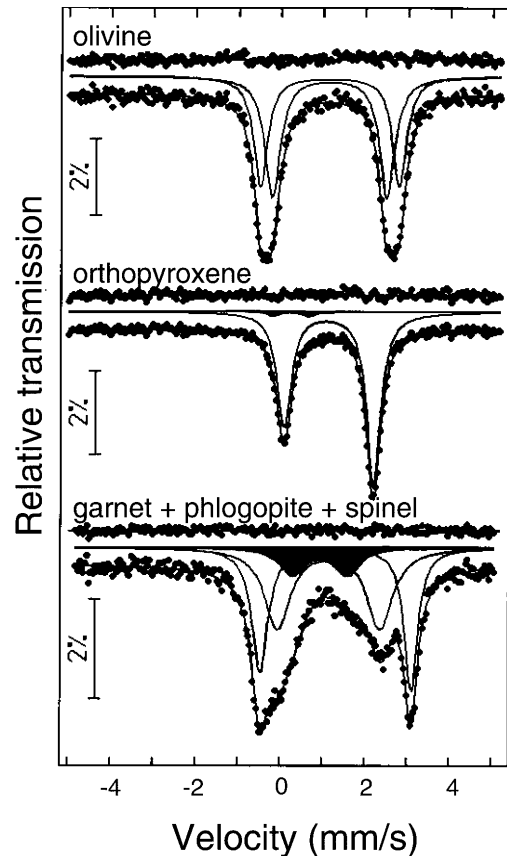 olivine
2%
orthopyroxene
2%
garnet + phlogopite + spinel
2%
Relative transmission
-4 -2 0 2 4
Velocity (mm/s)